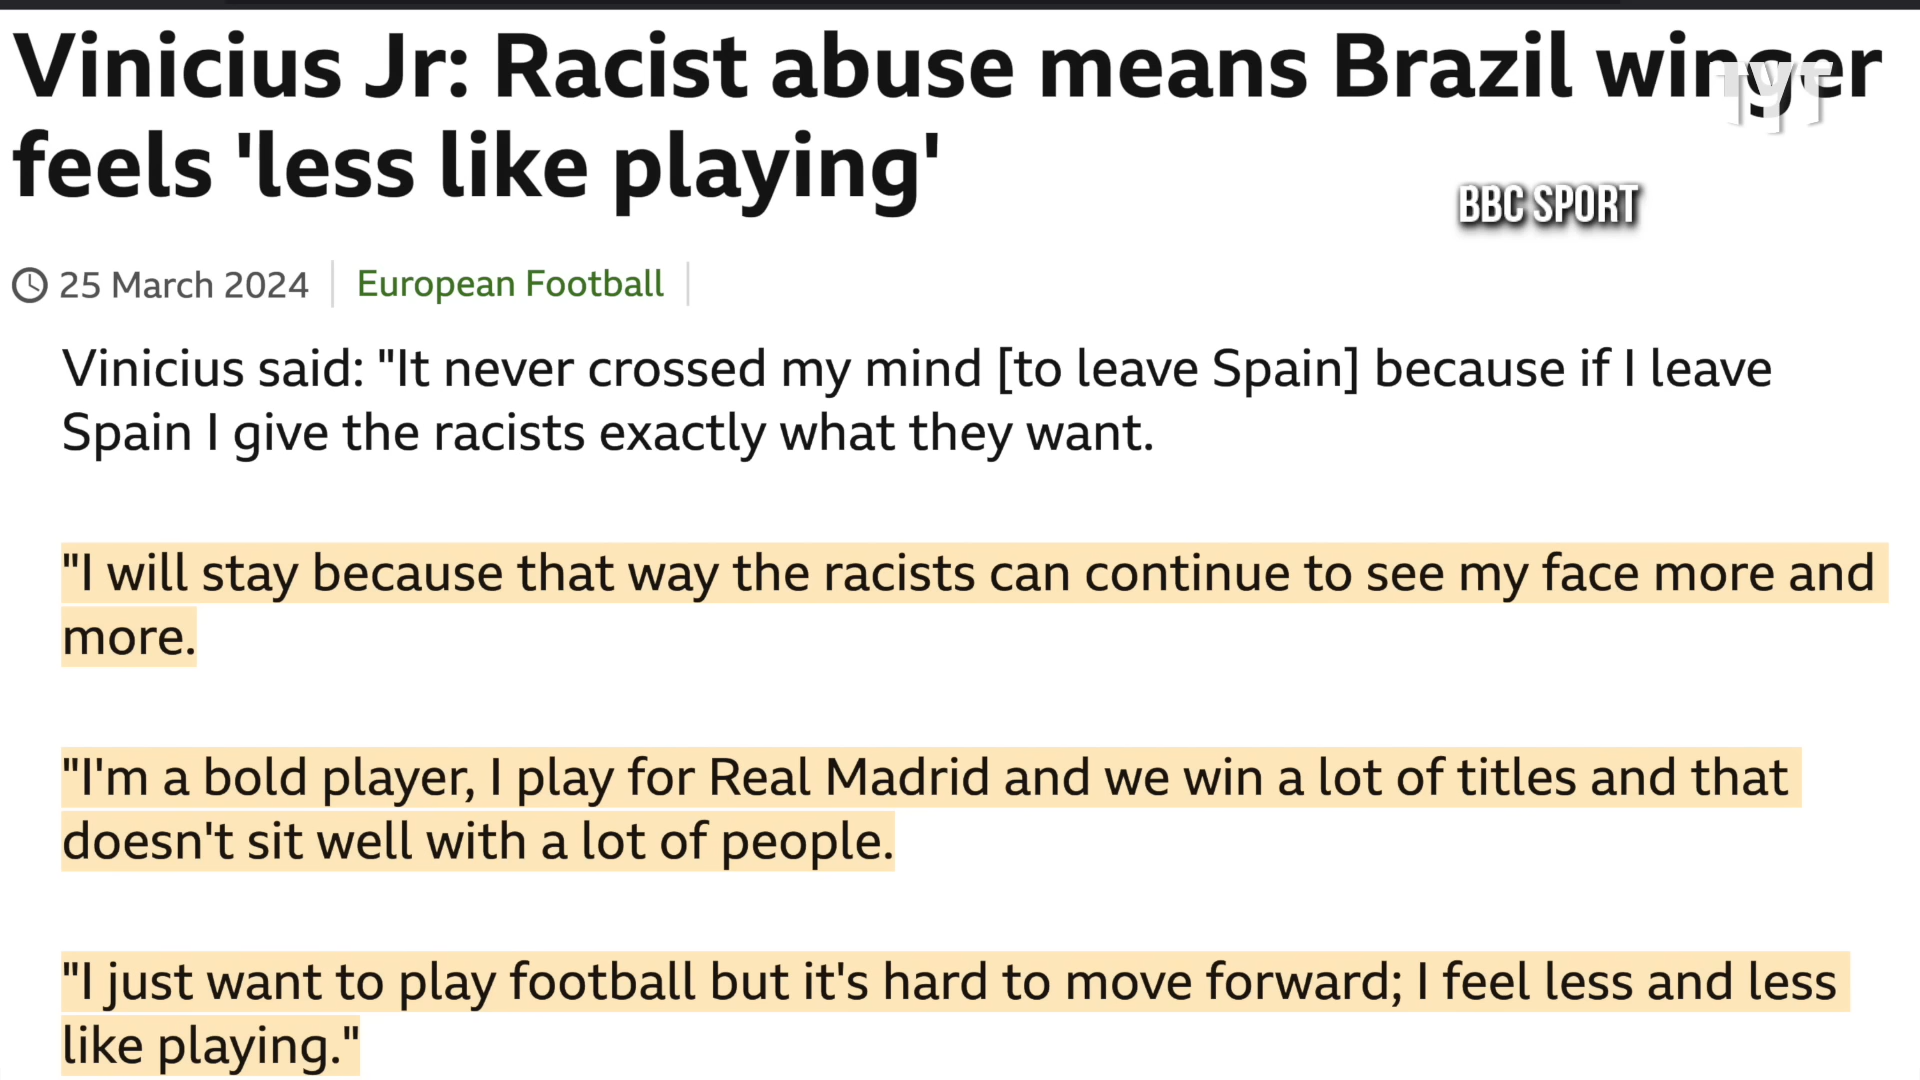 Vinicius Jr: Racist abuse means Brazil winger
feels 'less like playing'
BBC SPORT
25 March 2024
European Football
Vinicius said: "It never crossed my mind [to leave Spain] because if I leave
Spain I give the racists exactly what they want.
"I will stay because that way the racists can continue to see my face more and
more.
"I'm a bold player, I play for Real Madrid and we win a lot of titles and that
doesn't sit well with a lot of people.
"I just want to play football but it's hard to move forward; I feel less and less
like playing."